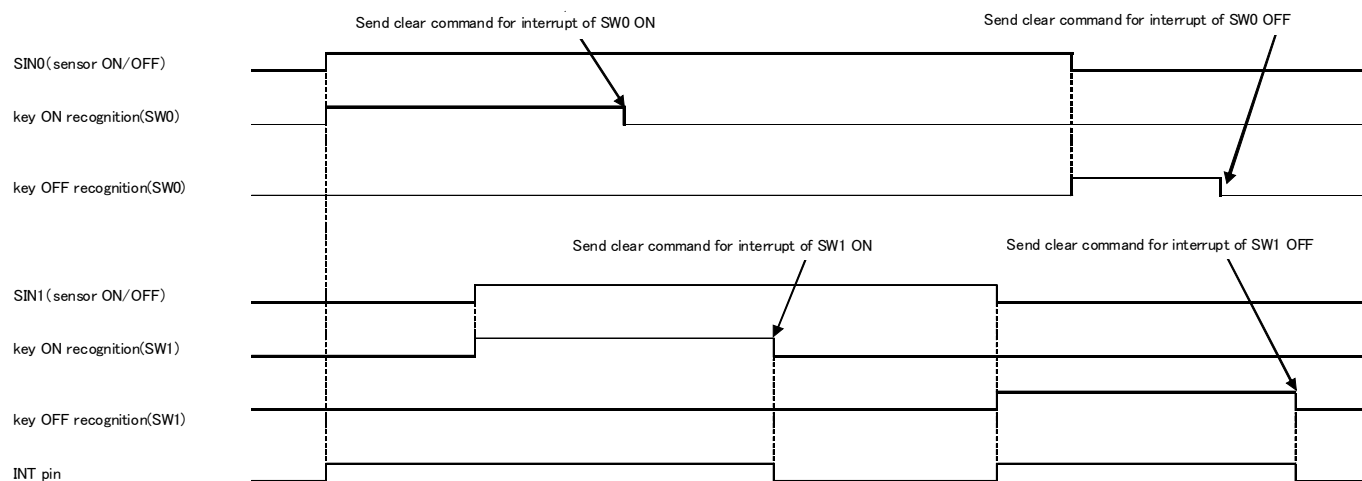 Send clear command for interrupt of SW0 ON
Send clear command for interrupt of SW0 OFF
SIN0(sensor ON/OFF)
key ON recognition(SW0)
key OFF recognition(SW0)
Send clear command for interrupt of SW1 ON
Send clear command for interrupt of SW1 OFF
SIN1(sensor ON/OFF)
key ON recognition(SW1)
key OFF recognition(SW1)
INT pin